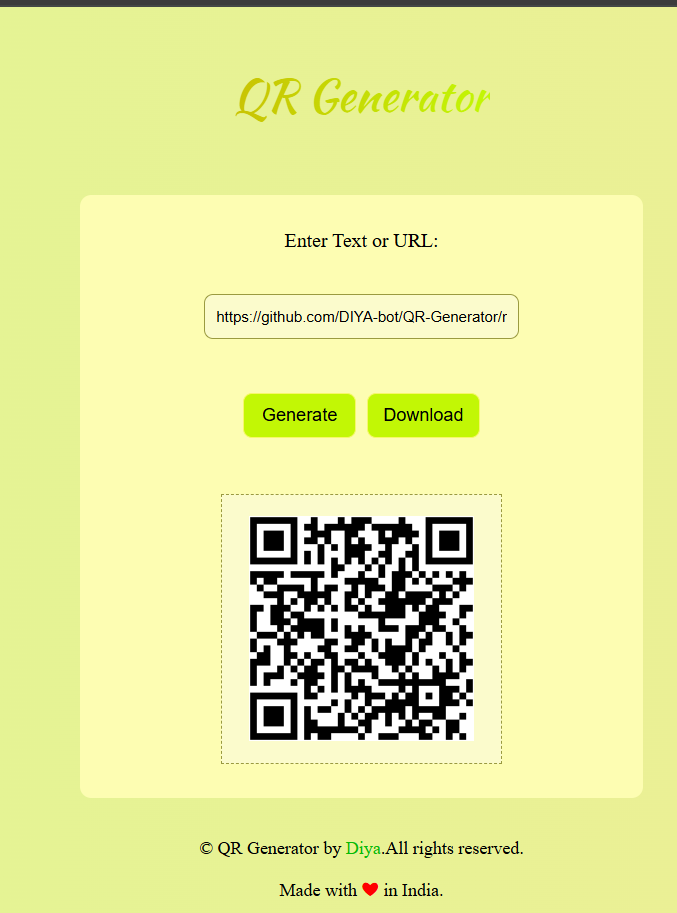 QR Generator
Enter Text or URL:
https://github.com/DIYA-bot/QR-Generator/r
Generate Download
© QR Generator by Diya.All rights reserved.
Made with ❤ in India.